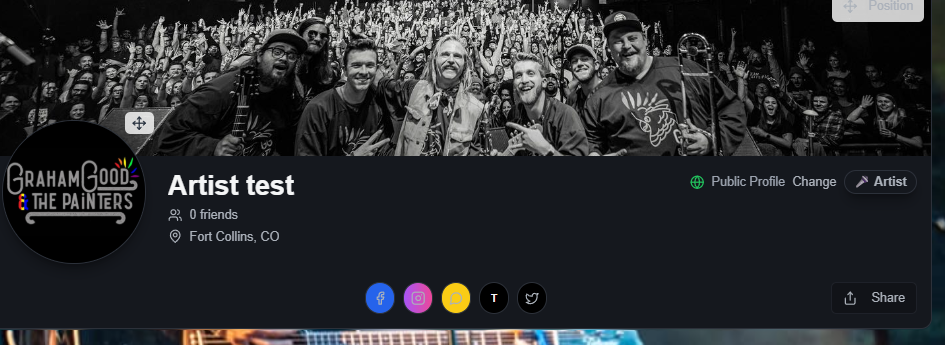 Position
GRAHAM GOOD
& THE PAINTERS
Artist test
Public Profile Change Artist
0 friends
Fort Collins, CO
T
Share